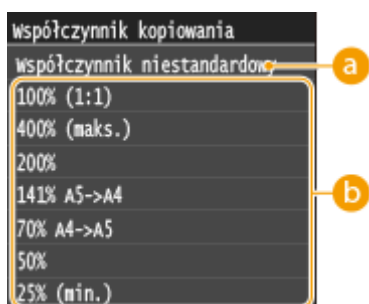 Współczynnik kopiowania
Współczynnik niestandardowy
a
100% (1:1)
400% (maks.)
200%
141% A5->A4
b
70% A4->A5
50%
25% (min.)